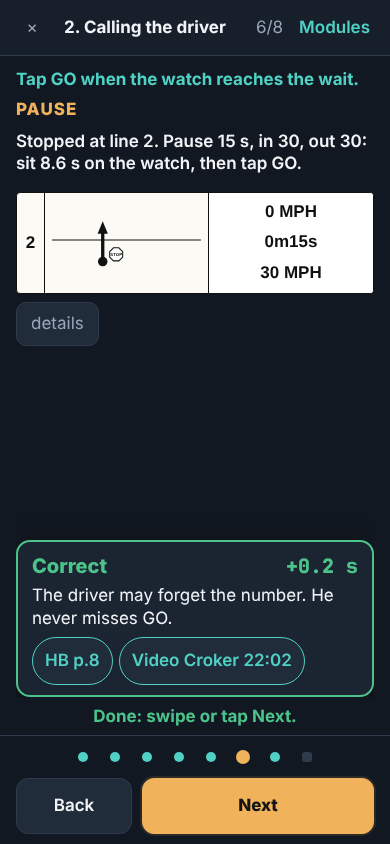 × 2. Calling the driver 6/8 Modules
Tap GO when the watch reaches the wait.
PAUSE
Stopped at line 2. Pause 15 s, in 30, out 30:
sit 8.6 s on the watch, then tap GO.
0 MPH
2 STOP 0m15s
30 MPH
details
Correct +0.2 s
The driver may forget the number. He
never misses GO.
HB p.8 Video Croker 22:02
Done: swipe or tap Next.
Back Next